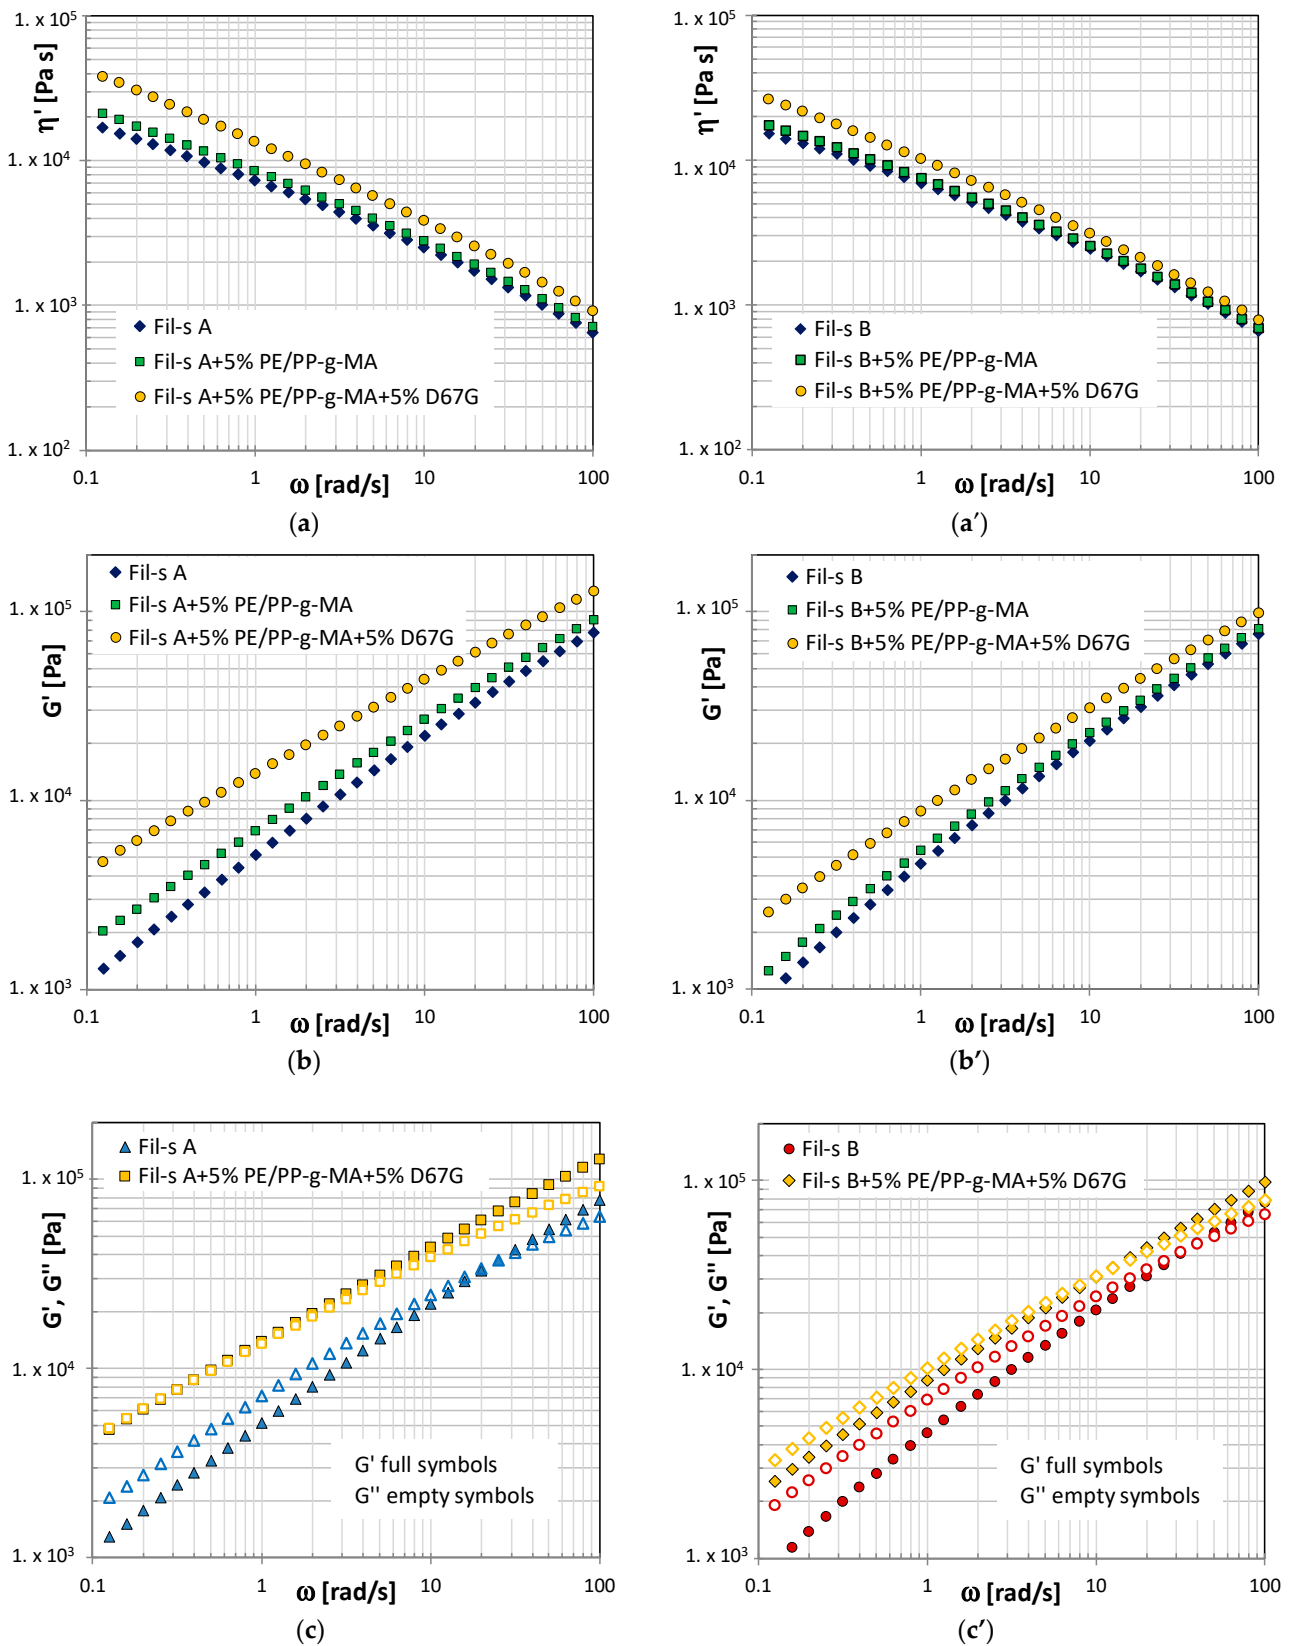 1. x 10⁵
η' [Pa s]
1. x 10⁴
1. x 10³
1. x 10²
Fil-s A
Fil-s A+5% PE/PP-g-MA
Fil-s A+5% PE/PP-g-MA+5% D67G
0.1 1 10 100
ω [rad/s]
(a)
1. x 10⁵
η' [Pa s]
1. x 10⁴
1. x 10³
1. x 10²
Fil-s B
Fil-s B+5% PE/PP-g-MA
Fil-s B+5% PE/PP-g-MA+5% D67G
0.1 1 10 100
ω [rad/s]
(a′)
Fil-s A
Fil-s A+5% PE/PP-g-MA
Fil-s A+5% PE/PP-g-MA+5% D67G
1. x 10⁵
G' [Pa]
1. x 10⁴
1. x 10³
0.1 1 10 100
ω [rad/s]
(b)
Fil-s B
Fil-s B+5% PE/PP-g-MA
Fil-s B+5% PE/PP-g-MA+5% D67G
1. x 10⁵
G' [Pa]
1. x 10⁴
1. x 10³
0.1 1 10 100
ω [rad/s]
(b′)
Fil-s A
Fil-s A+5% PE/PP-g-MA+5% D67G
1. x 10⁵
G', G'' [Pa]
1. x 10⁴
1. x 10³
G' full symbols
G'' empty symbols
0.1 1 10 100
ω [rad/s]
(c)
Fil-s B
Fil-s B+5% PE/PP-g-MA+5% D67G
1. x 10⁵
G', G'' [Pa]
1. x 10⁴
1. x 10³
G' full symbols
G'' empty symbols
0.1 1 10 100
ω [rad/s]
(c′)